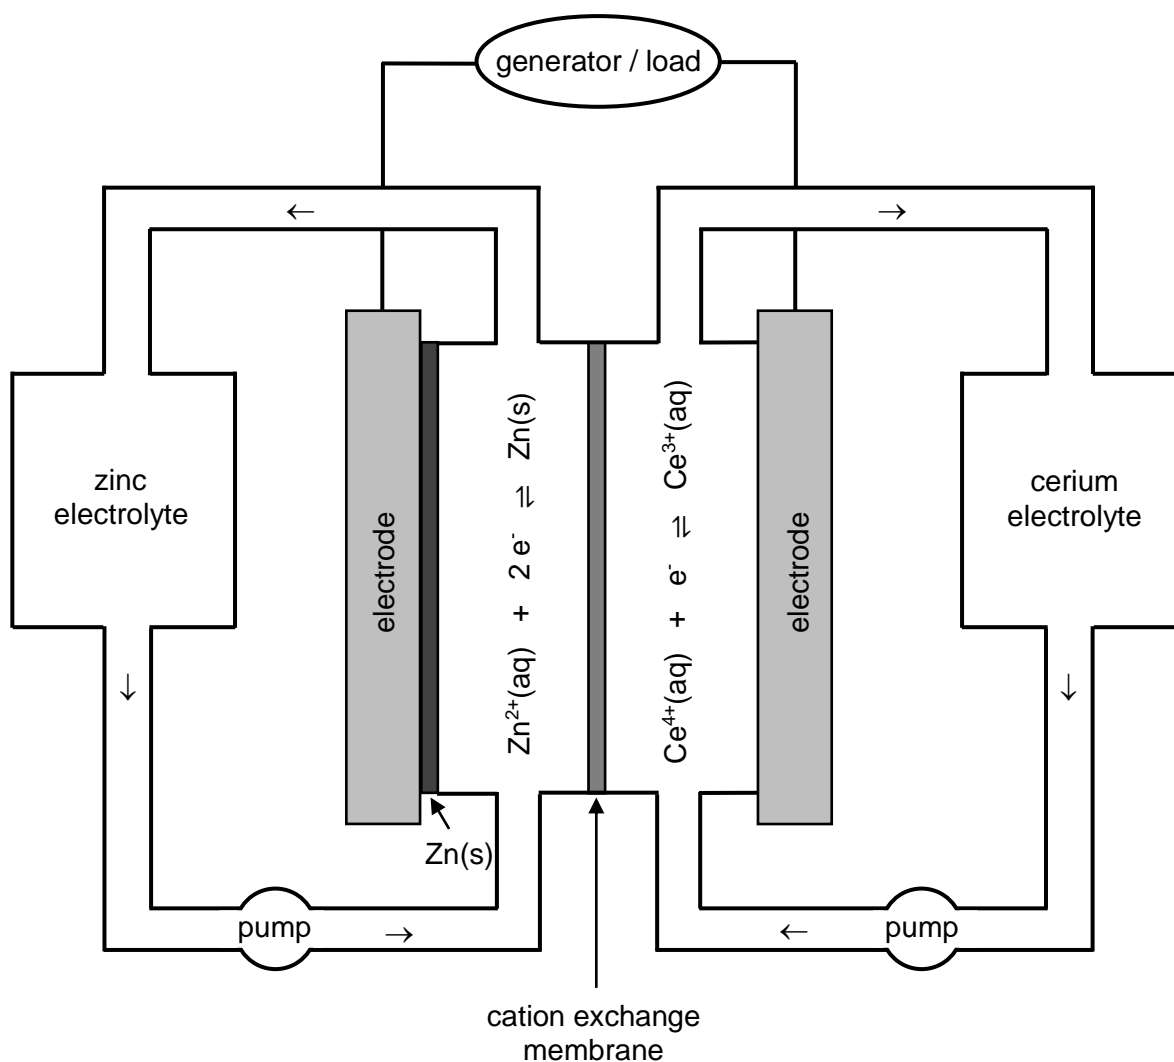 generator / load
←
→
zinc
electrolyte
electrode
Zn²⁺(aq) + 2 e⁻ ⇌ Zn(s)
Ce⁴⁺(aq) + e⁻ ⇌ Ce³⁺(aq)
electrode
cerium
electrolyte
↓
↓
Zn(s)
pump
→
←
pump
cation exchange
membrane